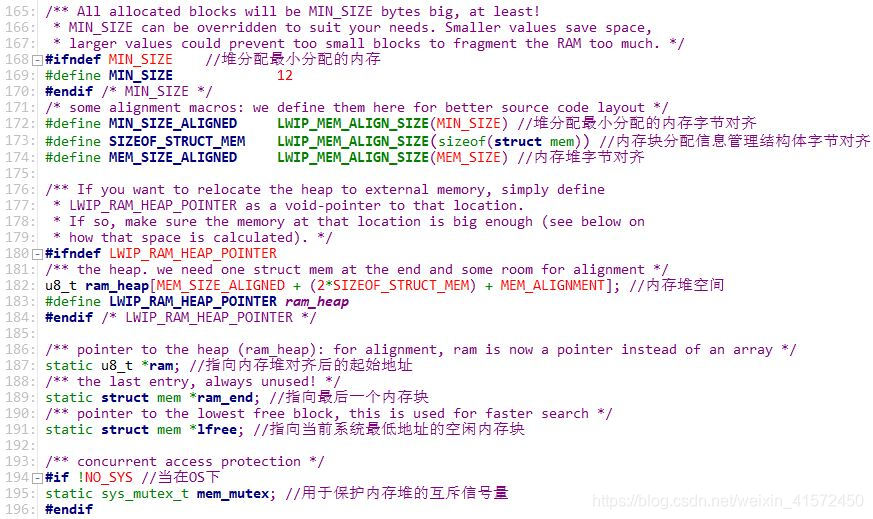 165: /** All allocated blocks will be MIN_SIZE bytes big, at least!
166:  * MIN_SIZE can be overridden to suit your needs. Smaller values save space,
167:  * larger values could prevent too small blocks to fragment the RAM too much. */
168 #ifndef MIN_SIZE    //堆分配最小分配的内存
169: #define MIN_SIZE             12
170: #endif /* MIN_SIZE */
171: /* some alignment macros: we define them here for better source code layout */
172: #define MIN_SIZE_ALIGNED     LWIP_MEM_ALIGN_SIZE(MIN_SIZE) //堆分配最小分配的内存字节对齐
173: #define SIZEOF_STRUCT_MEM    LWIP_MEM_ALIGN_SIZE(sizeof(struct mem)) //内存块分配信息管理结构体字节对齐
174: #define MEM_SIZE_ALIGNED     LWIP_MEM_ALIGN_SIZE(MEM_SIZE) //内存堆字节对齐
175:
176: /** If you want to relocate the heap to external memory, simply define
177:  * LWIP_RAM_HEAP_POINTER as a void-pointer to that location.
178:  * If so, make sure the memory at that location is big enough (see below on
179:  * how that space is calculated). */
180 #ifndef LWIP_RAM_HEAP_POINTER
181: /** the heap. we need one struct mem at the end and some room for alignment */
182: u8_t ram_heap[MEM_SIZE_ALIGNED + (2*SIZEOF_STRUCT_MEM) + MEM_ALIGNMENT]; //内存堆空间
183: #define LWIP_RAM_HEAP_POINTER ram_heap
184: #endif /* LWIP_RAM_HEAP_POINTER */
185:
186: /** pointer to the heap (ram_heap): for alignment, ram is now a pointer instead of an array */
187: static u8_t *ram; //指向内存堆对齐后的起始地址
188: /** the last entry, always unused! */
189: static struct mem *ram_end; //指向最后一个内存块
190: /** pointer to the lowest free block, this is used for faster search */
191: static struct mem *lfree; //指向当前系统最低地址的空闲内存块
192:
193: /** concurrent access protection */
194 #if !NO_SYS //当在OS下
195: static sys_mutex_t mem_mutex; //用于保护内存堆的互斥信号量
196: #endif
https://blog.csdn.net/weixin_41572450